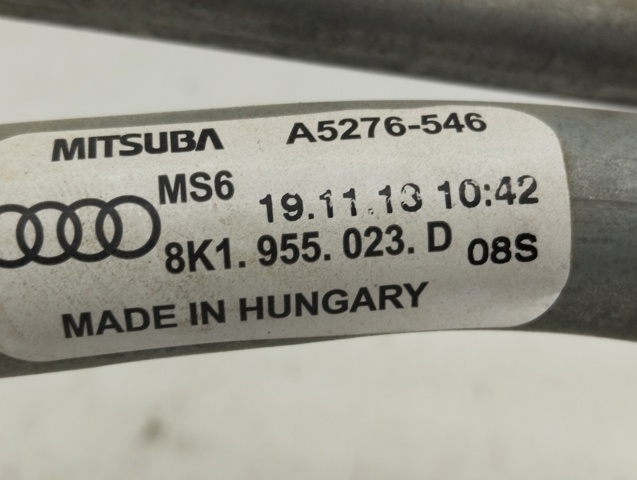 MITSUBA A5276-546
MS6 19.11.13 10:42
8K1. 955. 023. D 08S
MADE IN HUNGARY